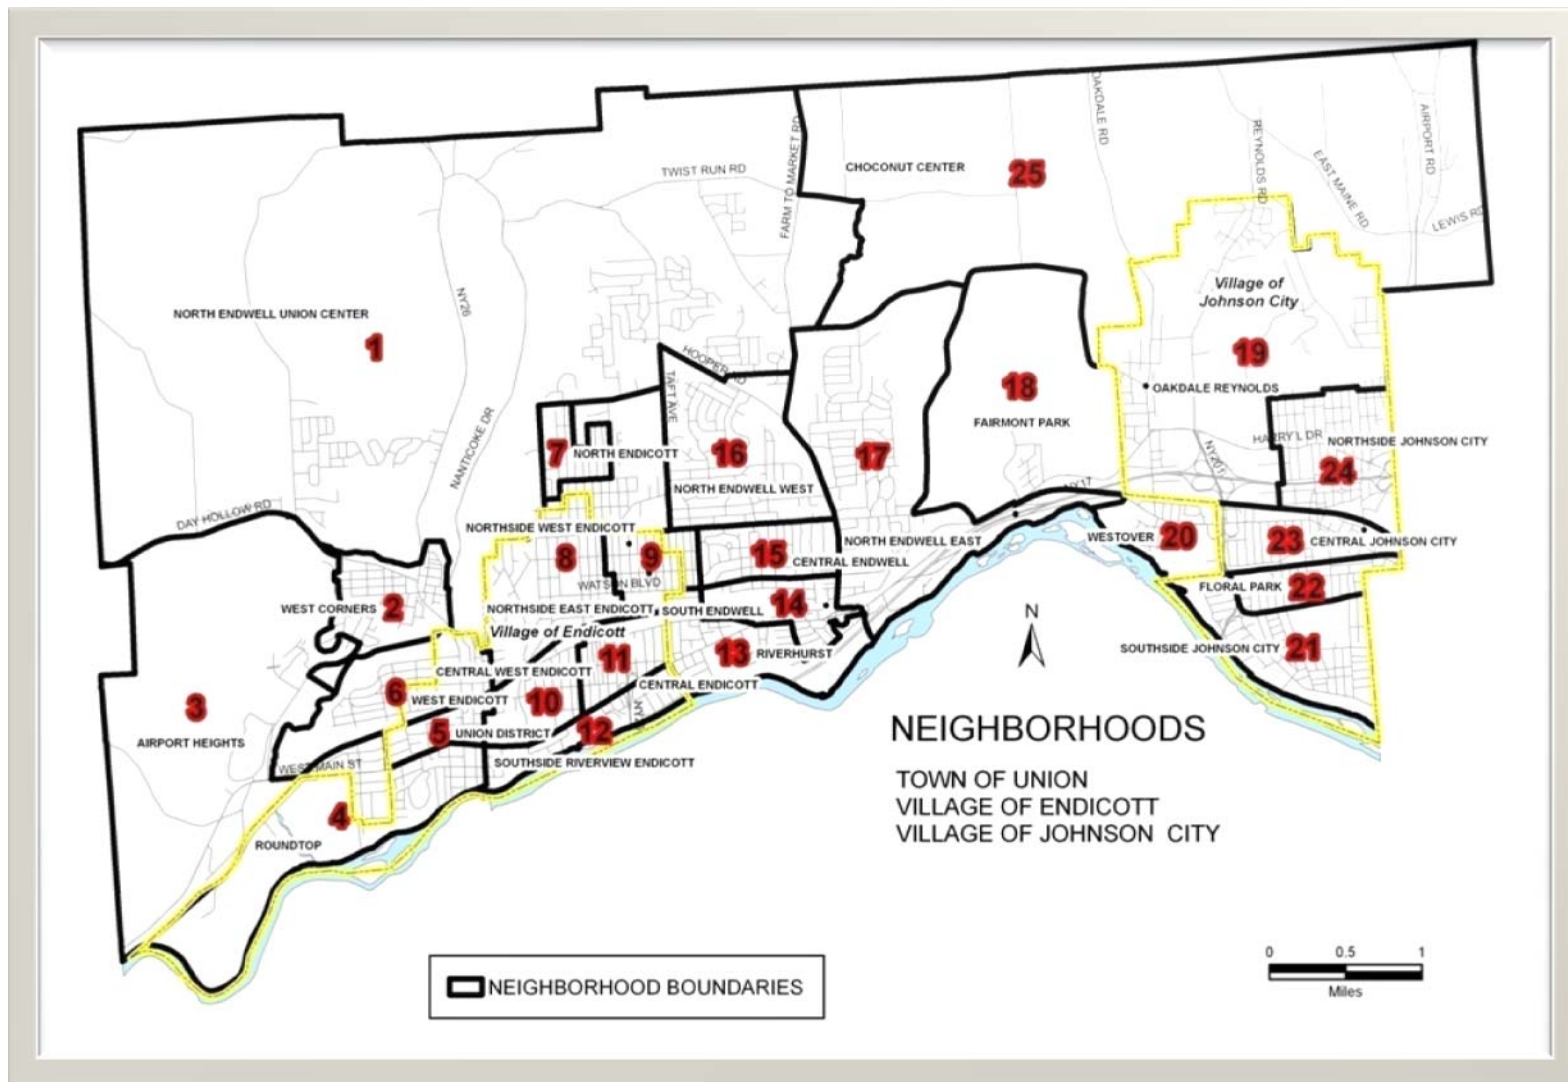 OAKDALE RD
AIRPORT RD
REYNOLDS RD
EAST MAINE RD
LEWIS RD
FARM TO MARKET RD
TWIST RUN RD
CHOCONUT CENTER
25
Village of
Johnson City
NY26
NORTH ENDWELL UNION CENTER
1
19
HOOPER RD
TAFT AVE
18
OAKDALE REYNOLDS
FAIRMONT PARK
NANTICOKE DR
HARRY L DR
NORTHSIDE JOHNSON CITY
7
NORTH ENDICOTT
16
17
NY201
24
NORTH ENDWELL WEST
NY17
DAY HOLLOW RD
NORTHSIDE WEST ENDICOTT
NORTH ENDWELL EAST
WESTOVER
20
23
CENTRAL JOHNSON CITY
8
9
15
CENTRAL ENDWELL
WATSON BLVD
FLORAL PARK
22
WEST CORNERS
2
NORTHSIDE EAST ENDICOTT
SOUTH ENDWELL
14
N
Village of Endicott
11
13
RIVERHURST
SOUTHSIDE JOHNSON CITY
21
CENTRAL WEST ENDICOTT
CENTRAL ENDICOTT
6
WEST ENDICOTT
10
3
5
UNION DISTRICT
12
NY
AIRPORT HEIGHTS
WEST MAIN ST
SOUTHSIDE RIVERVIEW ENDICOTT
4
ROUNDTOP
NEIGHBORHOODS
TOWN OF UNION
VILLAGE OF ENDICOTT
VILLAGE OF JOHNSON CITY
NEIGHBORHOOD BOUNDARIES
0 0.5 1
Miles